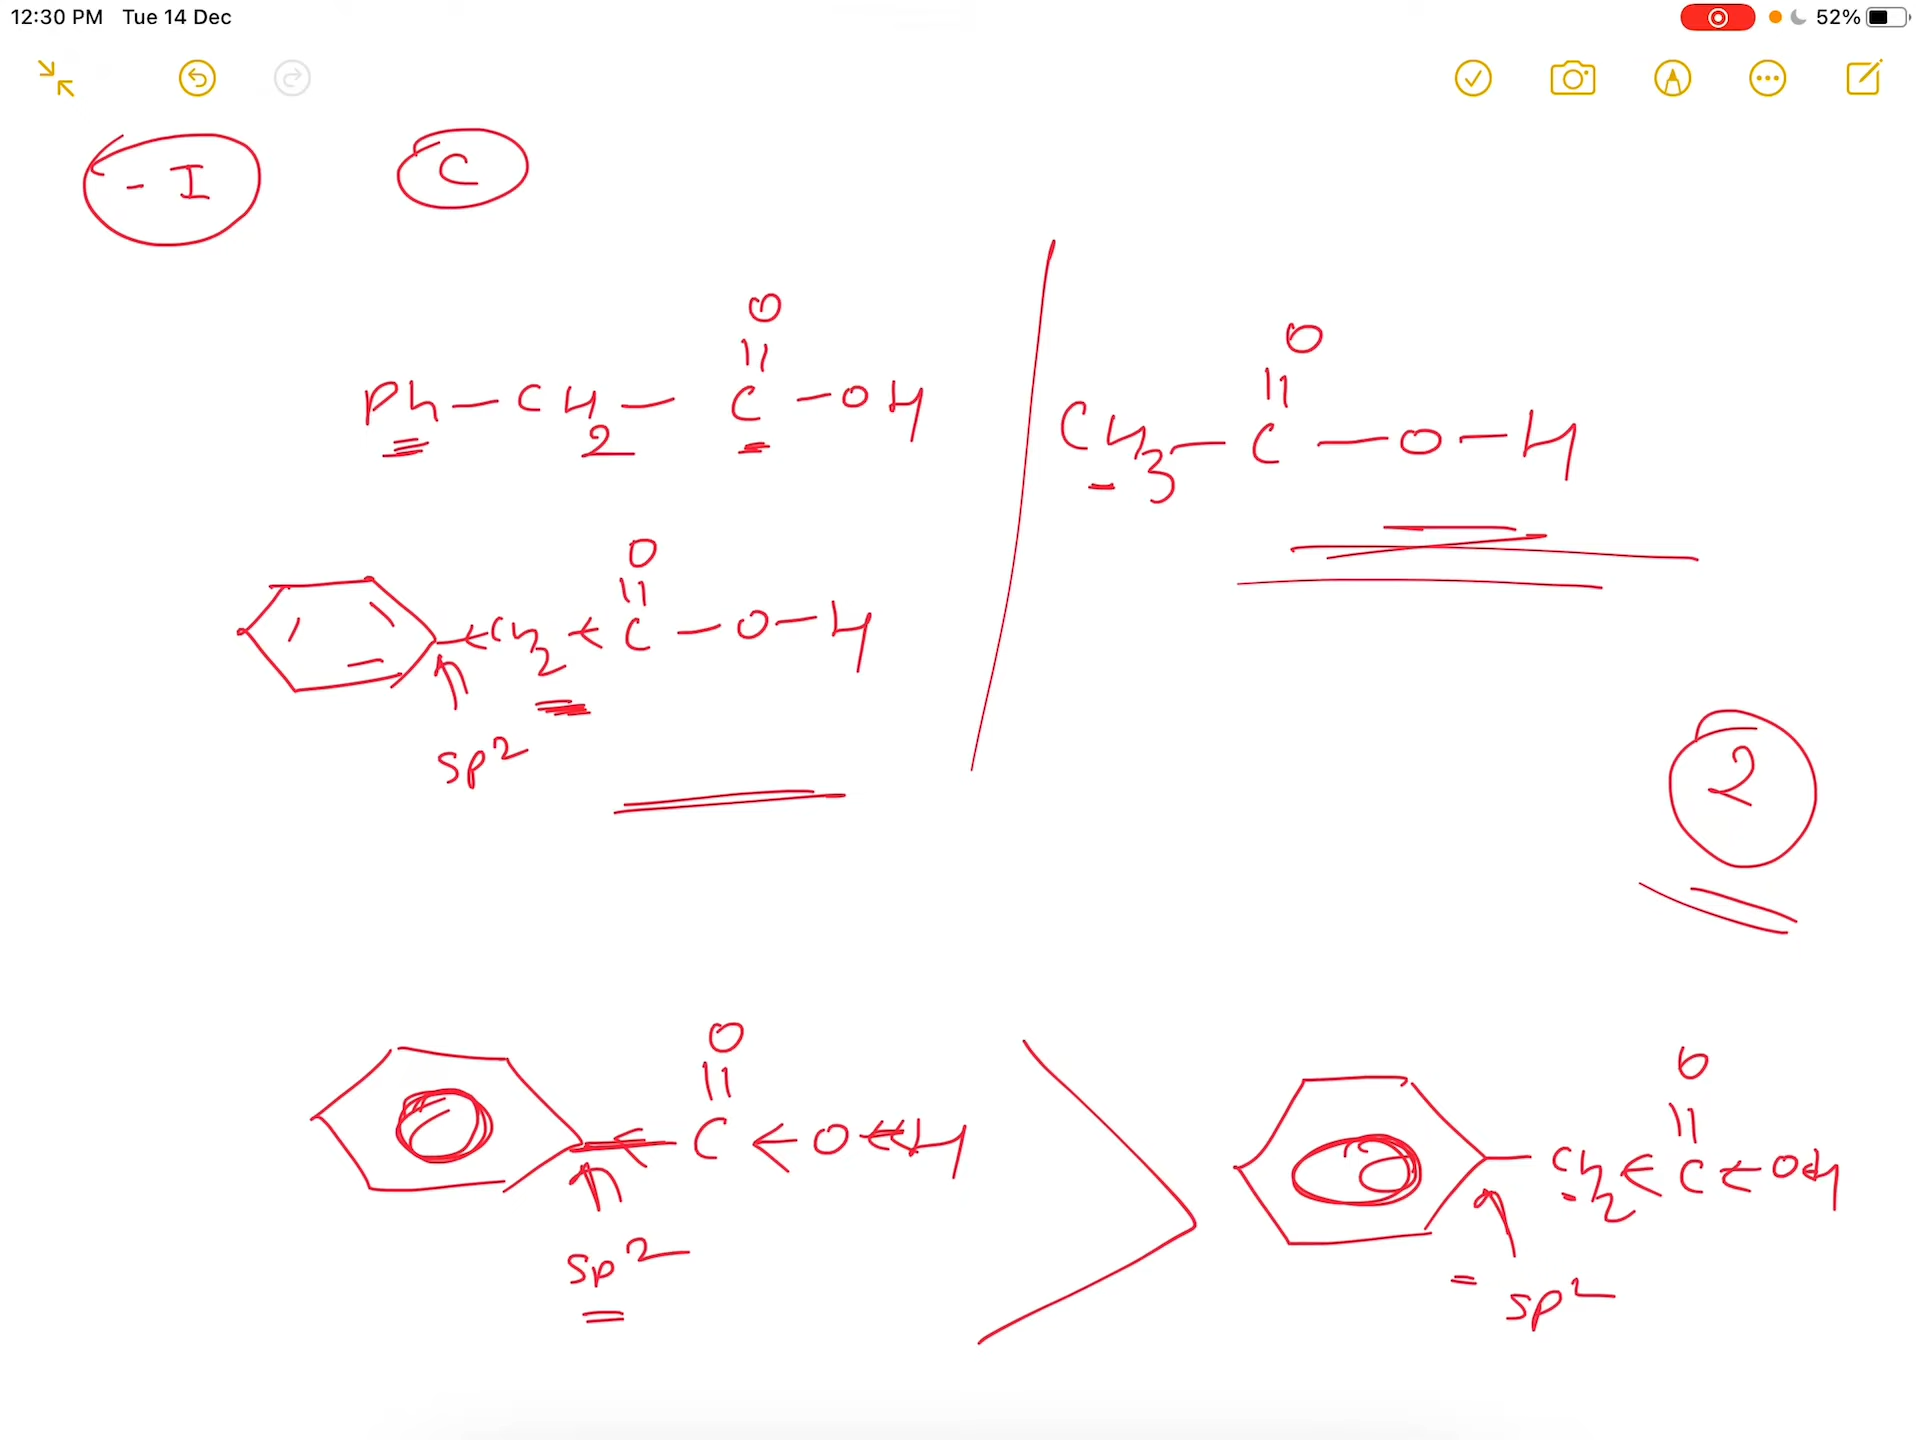 12:30 PM Tue 14 Dec 52%
- I C
O
||
Ph - CH2 - C - OH
O
||
CH3 - C - O - H
O
||
CH2 C - O - H
sp2
2
O
||
C O H
sp2
O
||
CH2 C OH
sp2